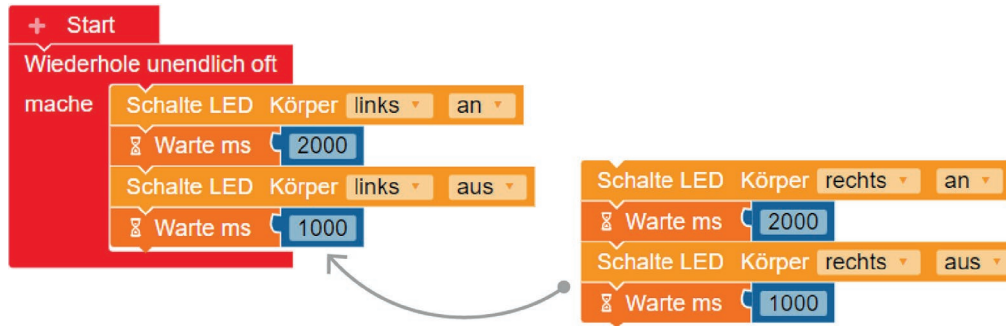 + Start
Wiederhole unendlich oft
mache
Schalte LED Körper links an
Warte ms 2000
Schalte LED Körper links aus
Warte ms 1000
Schalte LED Körper rechts an
Warte ms 2000
Schalte LED Körper rechts aus
Warte ms 1000